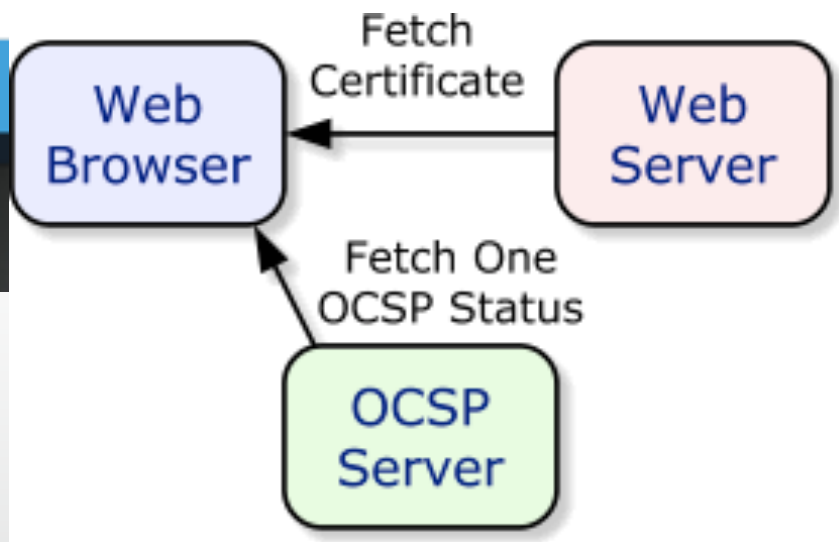 Fetch
Certificate
Web
Browser
Web
Server
Fetch One
OCSP Status
OCSP
Server